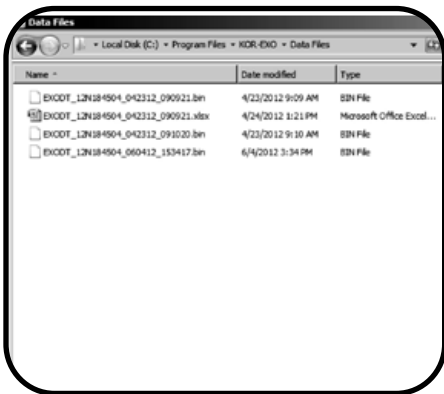 Data Files
Local Disk (C:) Program Files KOR-EXO Data Files
Name Date modified Type
EXODT_12N184504_042312_090921.bin 4/23/2012 9:09 AM BIN File
EXODT_12N184504_042312_090921.xlsx 4/24/2012 1:21 PM Microsoft Office Excel...
EXODT_12N184504_042312_091020.bin 4/23/2012 9:10 AM BIN File
EXODT_12N184504_060412_153417.bin 6/4/2012 3:34 PM BIN File